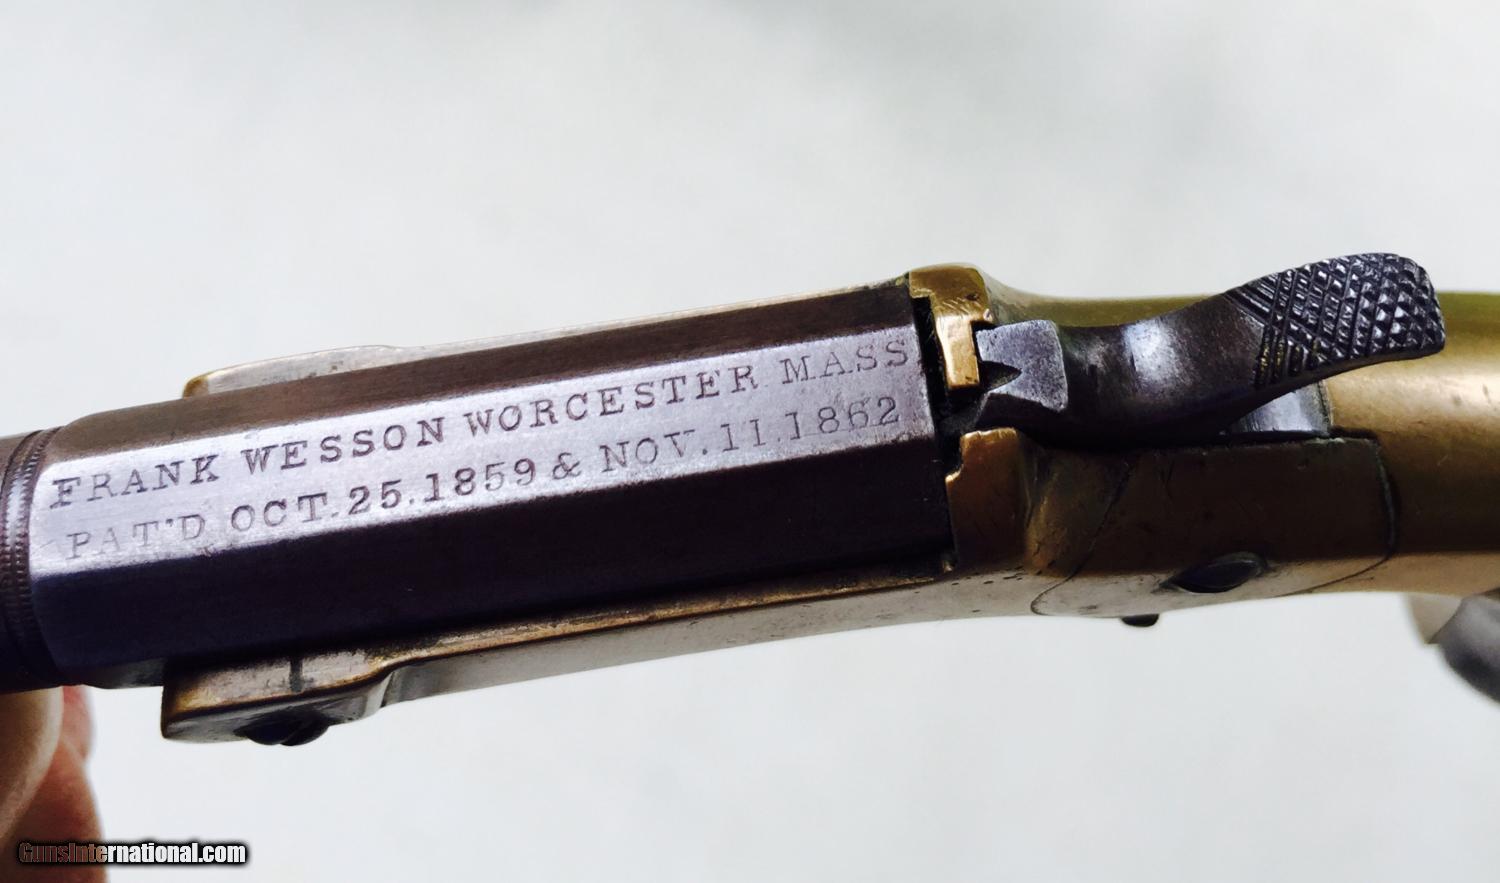 FRANK WESSON WORCESTER MASS
PAT'D OCT. 25. 1859 & NOV. 11. 1862
GunsInternational.com